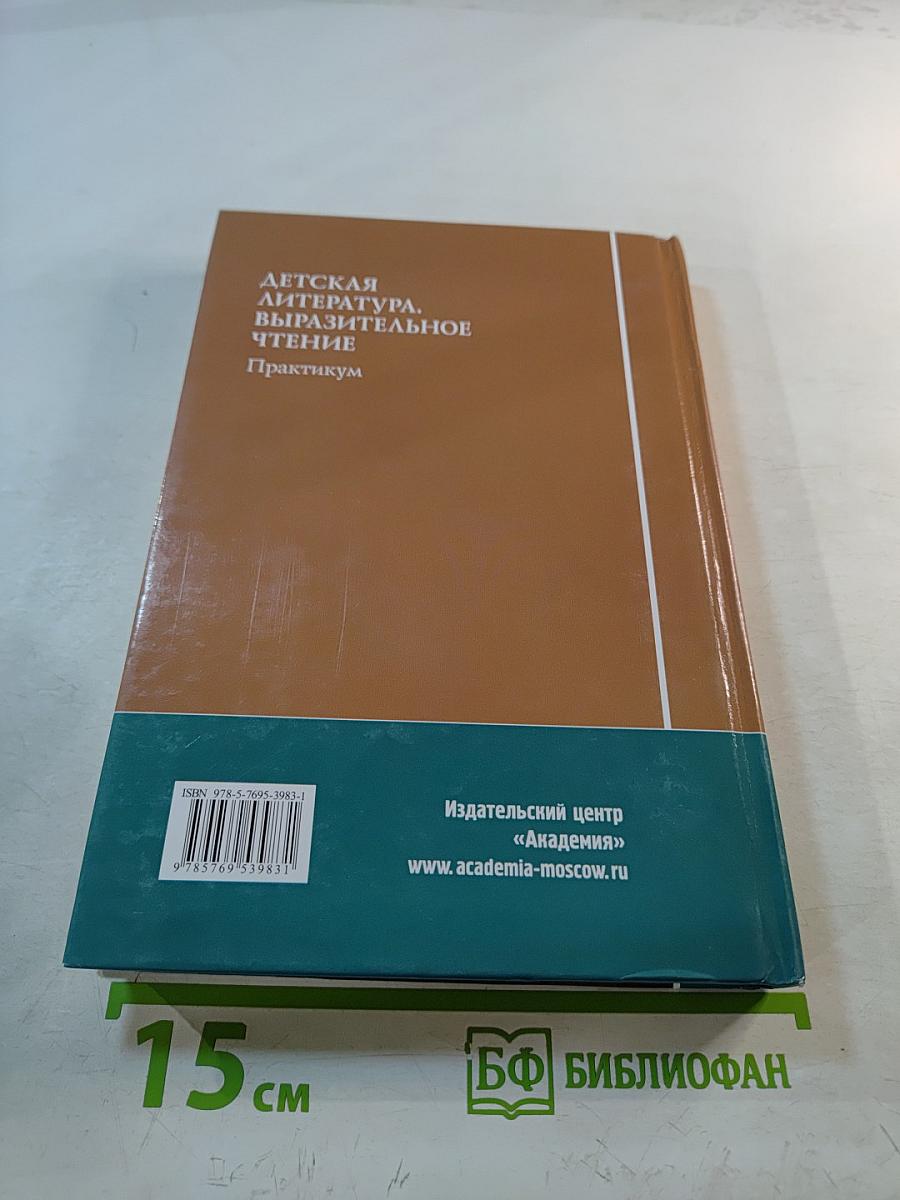 ДЕТСКАЯ
ЛИТЕРАТУРА.
ВЫРАЗИТЕЛЬНОЕ
ЧТЕНИЕ
Практикум
ISBN 978-5-7695-3983-1
9 785769 539831
Издательский центр
«Академия»
www.academia-moscow.ru
15 см
БФ БИБЛИОФАН